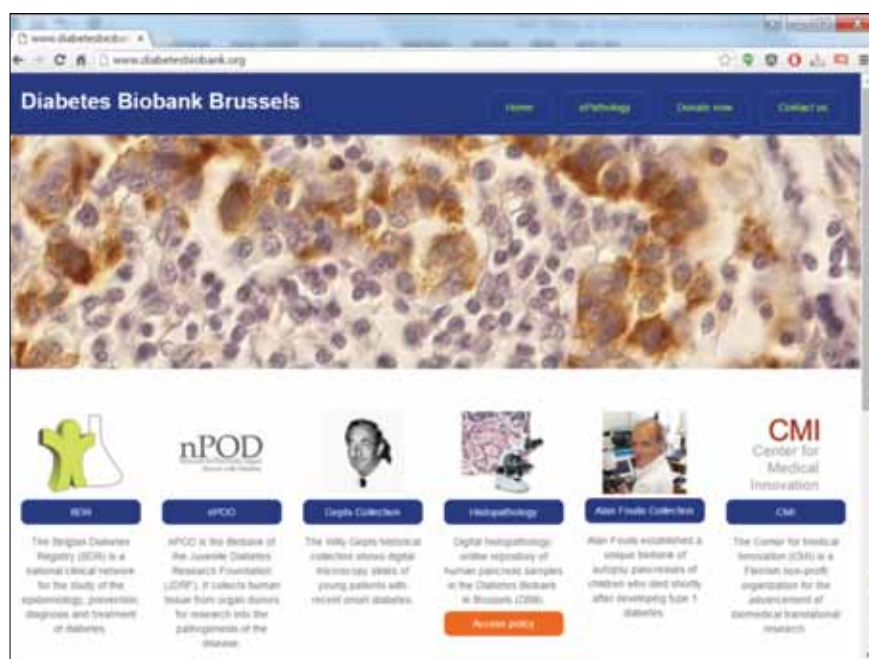 www.diabetesbiobank.org
Diabetes Biobank Brussels
Home
ePathology
Donate now
Contact us
nPOD
CMI
Center for
Medical
Innovation
BDR
nPOD
Gepts Collection
Histopathology
Alan Foulis Collection
CMI
The Belgian Diabetes
Registry (BDR) is a
national clinical network
for the study of the
epidemiology, prevention,
diagnosis and treatment
of diabetes.
nPOD is the Biobank of
the Juvenile Diabetes
Research Foundation
(JDRF). It collects human
tissue from organ donors
for research into the
pathogenesis of the
disease.
The Willy Gepts historical
collection shows digital
microscopy slides of
young patients with
recent onset diabetes.
Digital histopathology:
online repository of
human pancreas samples
in the Diabetes Biobank
in Brussels (DBB).
Access policy
Alan Foulis established a
unique biobank of
autopsy pancreases of
children who died shortly
after developing type 1
diabetes.
The Center for Medical
Innovation (CMI) is a
Flemish non-profit
organization for the
advancement of
biomedical translational
research